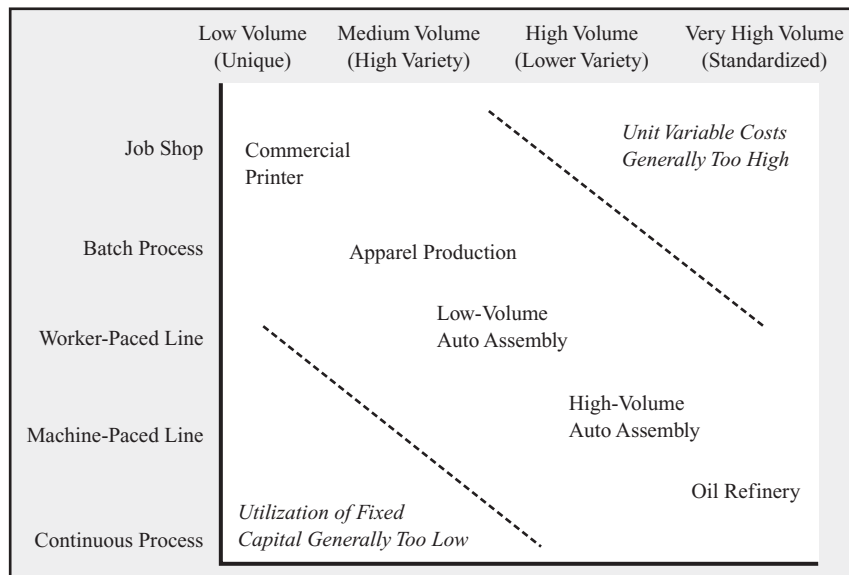 Low Volume Medium Volume High Volume Very High Volume
(Unique) (High Variety) (Lower Variety) (Standardized)
Job Shop
Commercial
Printer
Unit Variable Costs
Generally Too High
Batch Process
Apparel Production
Worker-Paced Line
Low-Volume
Auto Assembly
Machine-Paced Line
High-Volume
Auto Assembly
Oil Refinery
Continuous Process
Utilization of Fixed
Capital Generally Too Low